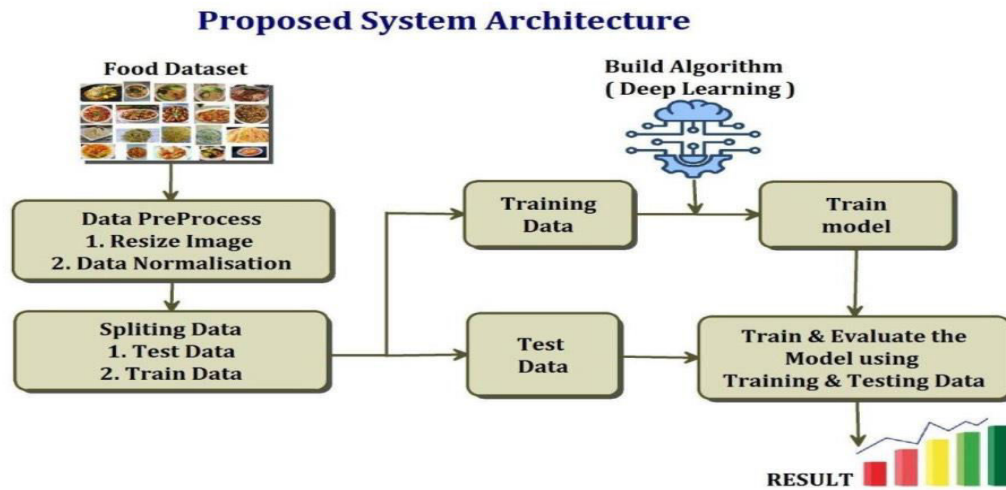 Proposed System Architecture
Food Dataset
Build Algorithm
( Deep Learning )
Data PreProcess
1. Resize Image
2. Data Normalisation
Training
Data
Train
model
Spliting Data
1. Test Data
2. Train Data
Test
Data
Train & Evaluate the
Model using
Training & Testing Data
RESULT